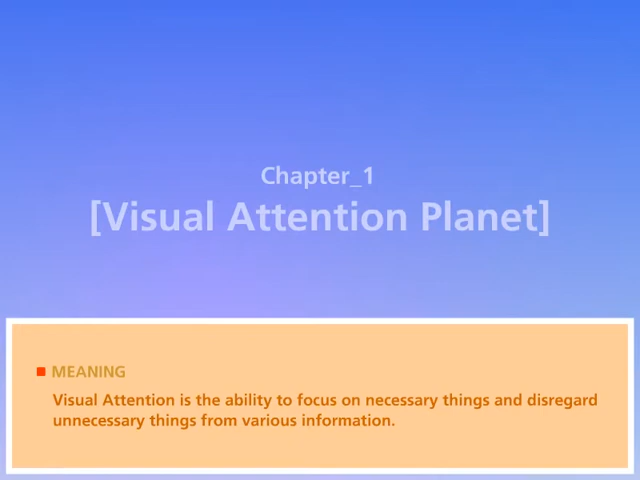 Chapter_1
[Visual Attention Planet]
MEANING
Visual Attention is the ability to focus on necessary things and disregard
unnecessary things from various information.